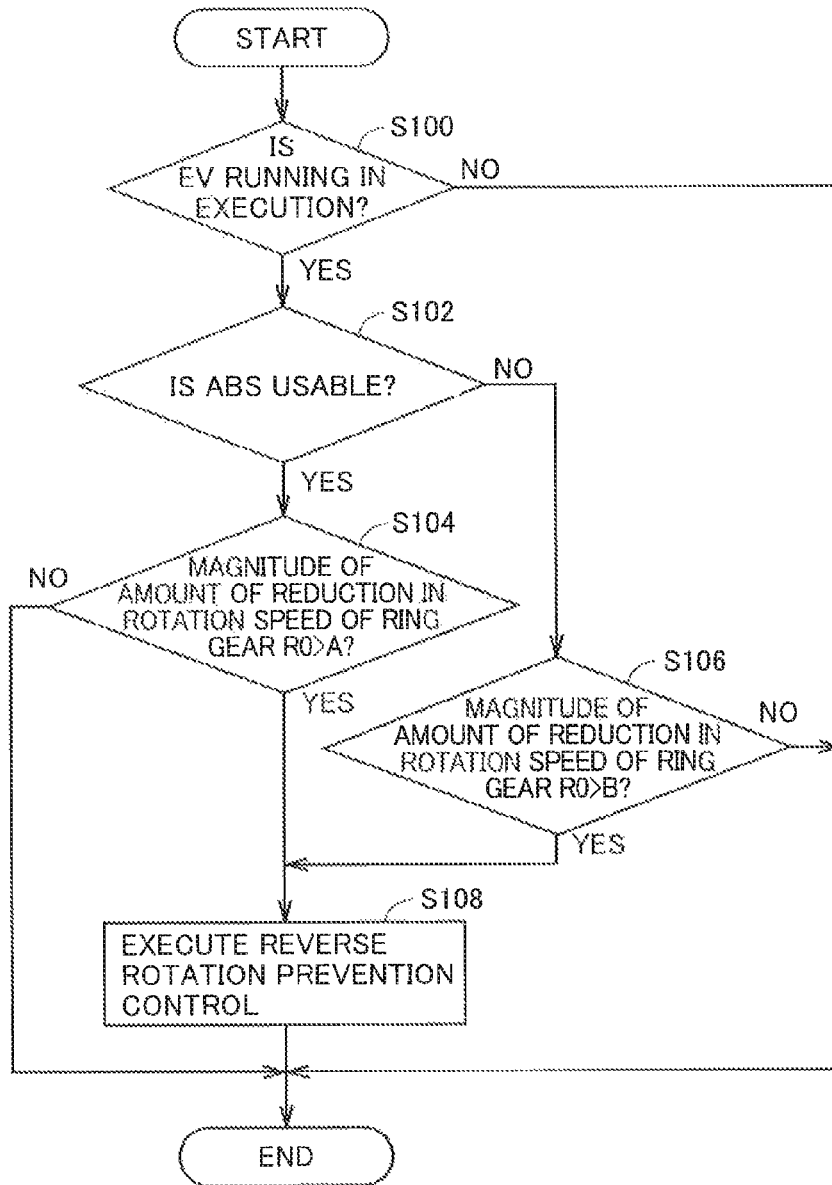 START
S100
IS
EV RUNNING IN
EXECUTION?
NO
YES
S102
IS ABS USABLE?
NO
YES
S104
NO
MAGNITUDE OF
AMOUNT OF REDUCTION IN
ROTATION SPEED OF RING
GEAR R0>A?
YES
S106
MAGNITUDE OF
AMOUNT OF REDUCTION IN
ROTATION SPEED OF RING
GEAR R0>B?
NO
YES
S108
EXECUTE REVERSE
ROTATION PREVENTION
CONTROL
END